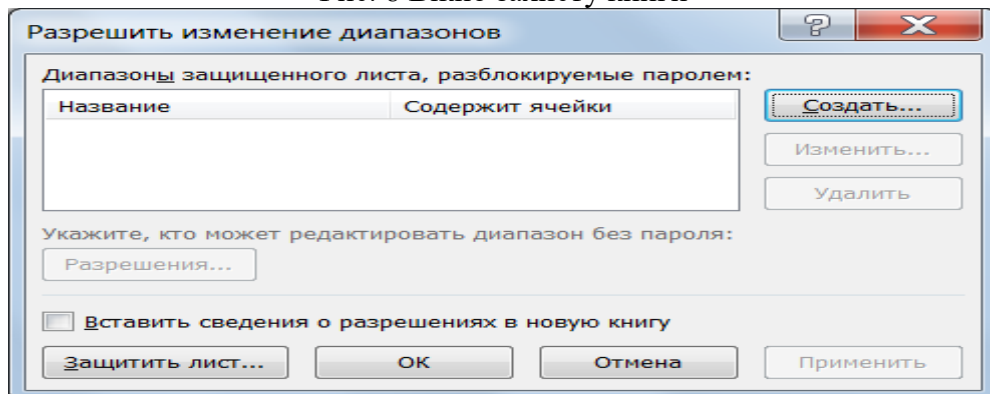 Разрешить изменение диапазонов
Диапазоны защищенного листа, разблокируемые паролем:
Название Содержит ячейки
Создать...
Изменить...
Удалить
Укажите, кто может редактировать диапазон без пароля:
Разрешения...
Вставить сведения о разрешениях в новую книгу
Защитить лист... ОК Отмена Применить